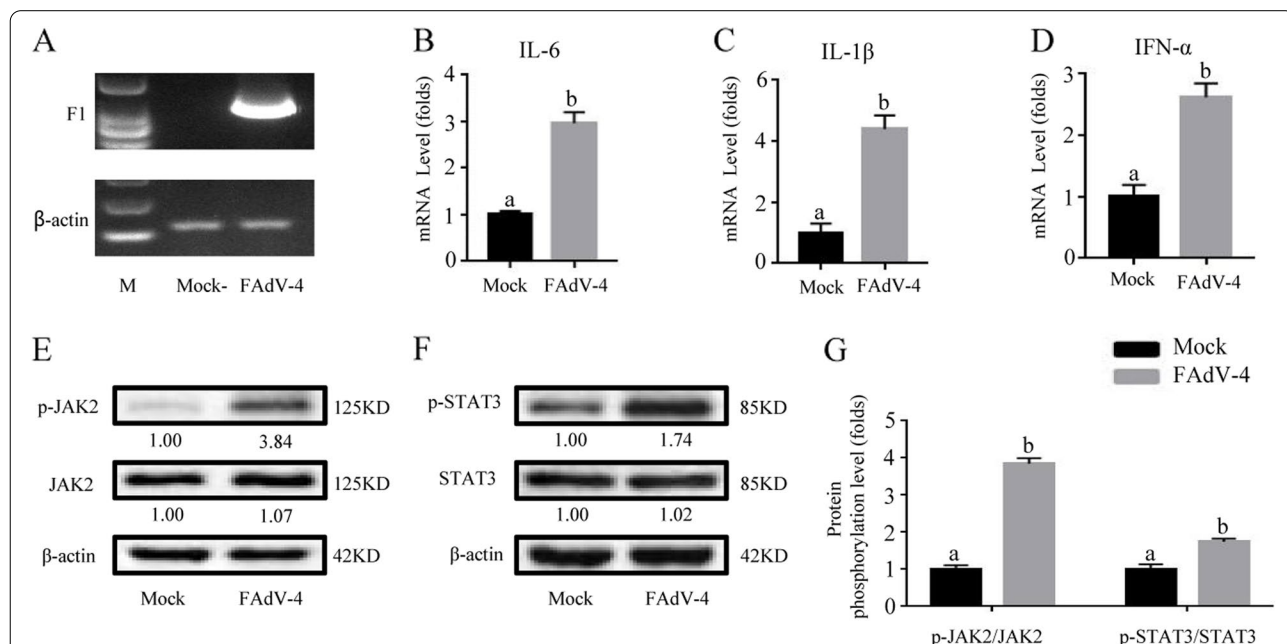 A
F1
β-actin
M Mock- FAdV-4
B
IL-6
mRNA Level (folds)
4
3
2
1
0
a
b
Mock FAdV-4
C
IL-1β
mRNA Level (folds)
6
4
2
0
a
b
Mock FAdV-4
D
IFN-α
mRNA Level (folds)
3
2
1
0
a
b
Mock FAdV-4
E
p-JAK2 125KD
1.00 3.84
JAK2 125KD
1.00 1.07
β-actin 42KD
Mock FAdV-4
F
p-STAT3 85KD
1.00 1.74
STAT3 85KD
1.00 1.02
β-actin 42KD
Mock FAdV-4
G
Mock
FAdV-4
Protein
phosphorylation level (folds)
5
4
3
2
1
0
a
b
a
b
p-JAK2/JAK2 p-STAT3/STAT3